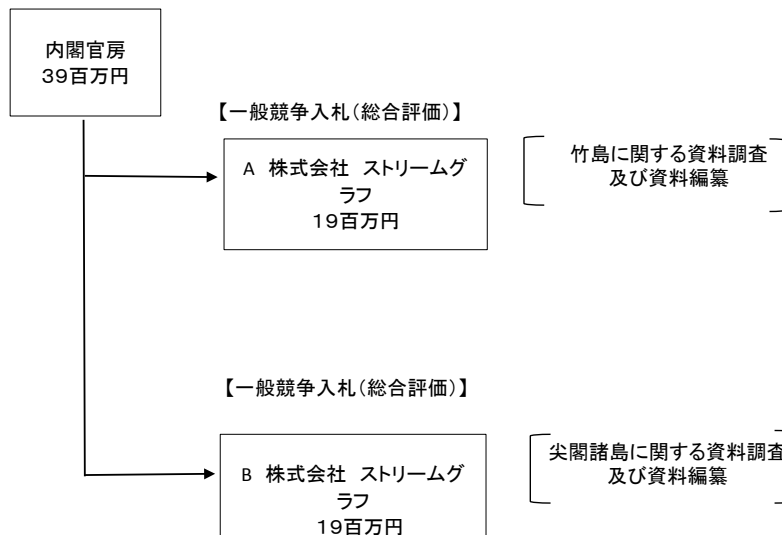 内閣官房
39百万円
【一般競争入札(総合評価)】
A 株式会社 ストリームグ
ラフ
19百万円
竹島に関する資料調査
及び資料編纂
【一般競争入札(総合評価)】
B 株式会社 ストリームグ
ラフ
19百万円
尖閣諸島に関する資料調査
及び資料編纂